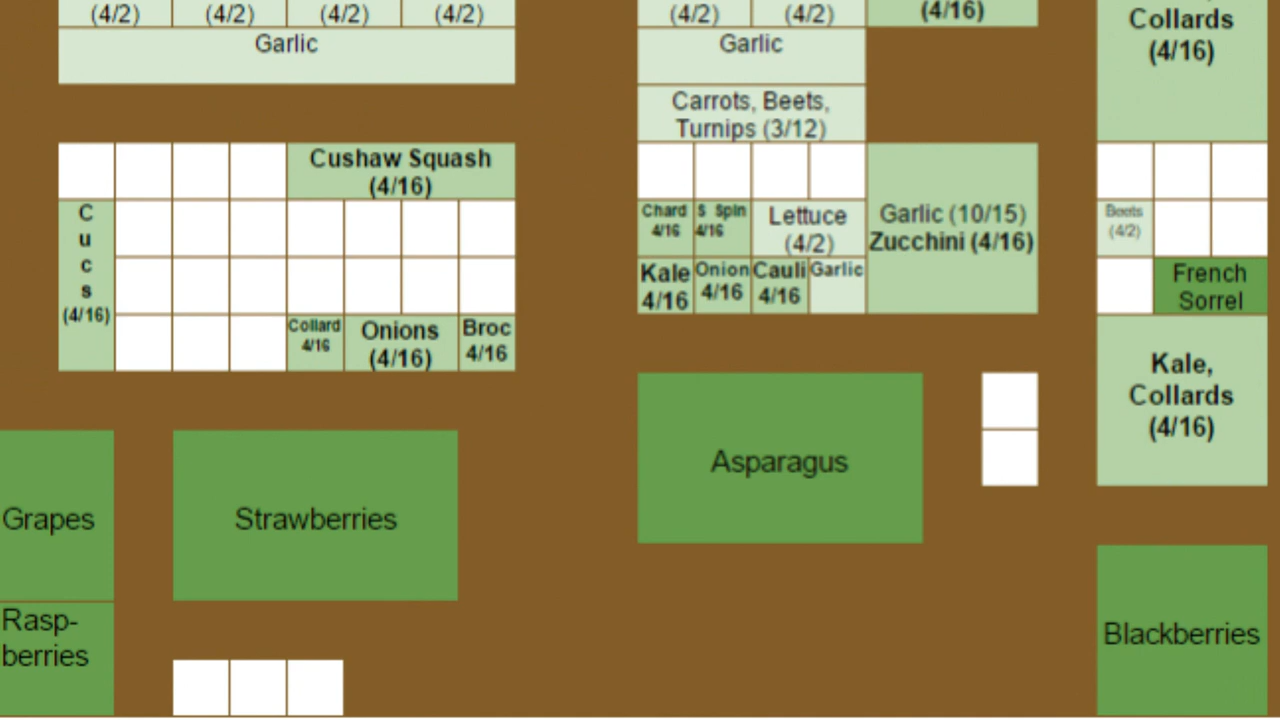 (4/2) (4/2) (4/2) (4/2)
Garlic
(4/2) (4/2)
(4/16)
Garlic
Carrots, Beets,
Turnips (3/12)
Collards
(4/16)
Cushaw Squash
(4/16)
C
u
c
s
(4/16)
Collard
4/16
Onions
(4/16)
Broc
4/16
Chard
4/16
S Spin
4/16
Lettuce
(4/2)
Kale
4/16
Onion
4/16
Cauli
4/16
Garlic
Garlic (10/15)
Zucchini (4/16)
Beets
(4/2)
French
Sorrel
Kale,
Collards
(4/16)
Grapes
Strawberries
Asparagus
Rasp-
berries
Blackberries